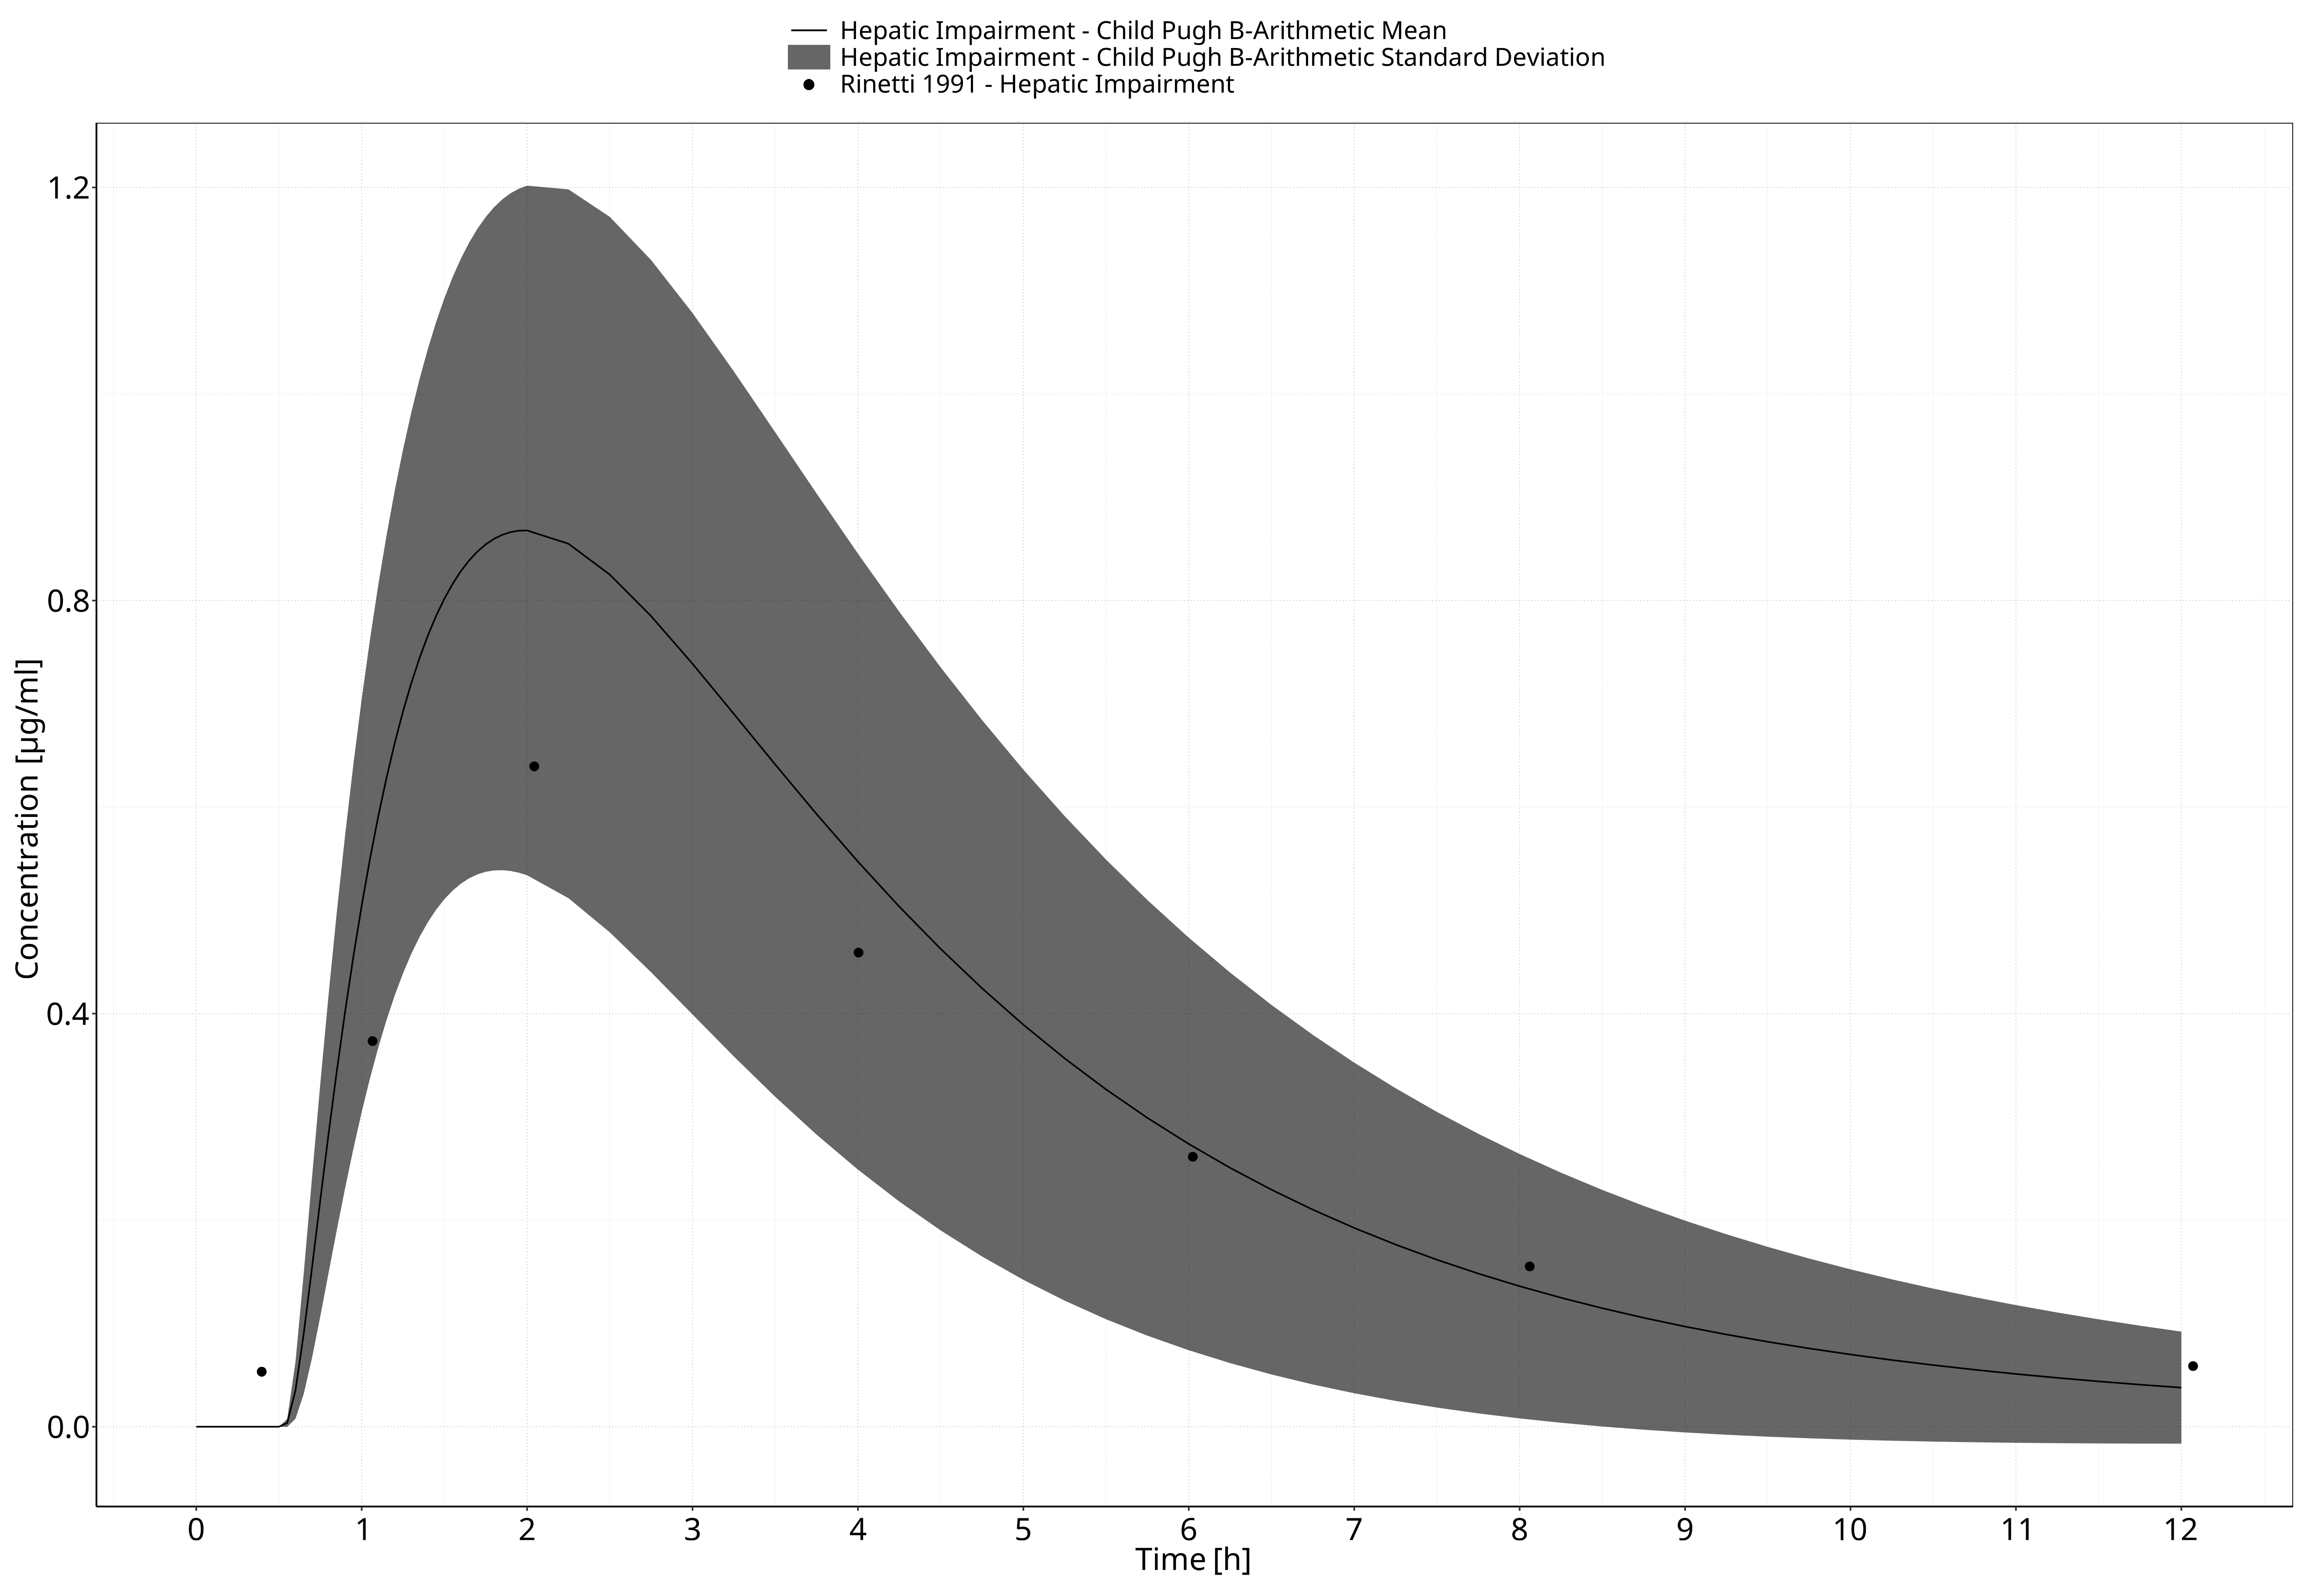 Hepatic Impairment - Child Pugh B-Arithmetic Mean
Hepatic Impairment - Child Pugh B-Arithmetic Standard Deviation
Rinetti 1991 - Hepatic Impairment
1.2
0.8
0.4
0.0
Concentration [µg/ml]
0 1 2 3 4 5 6 7 8 9 10 11 12
Time [h]